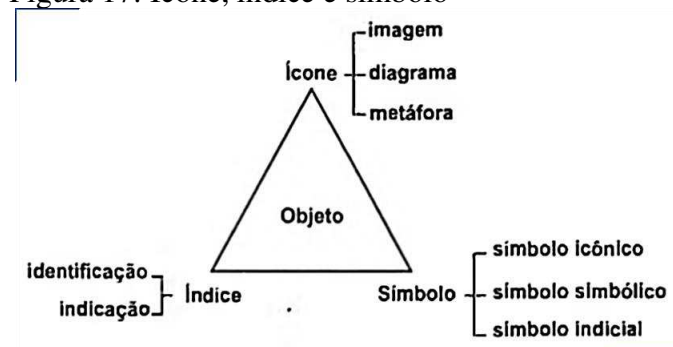 Figura 17. Ícone, índice e símbolo
imagem
Ícone
diagrama
metáfora
Objeto
identificação
indicação
Índice
Símbolo
símbolo icônico
símbolo simbólico
símbolo indicial